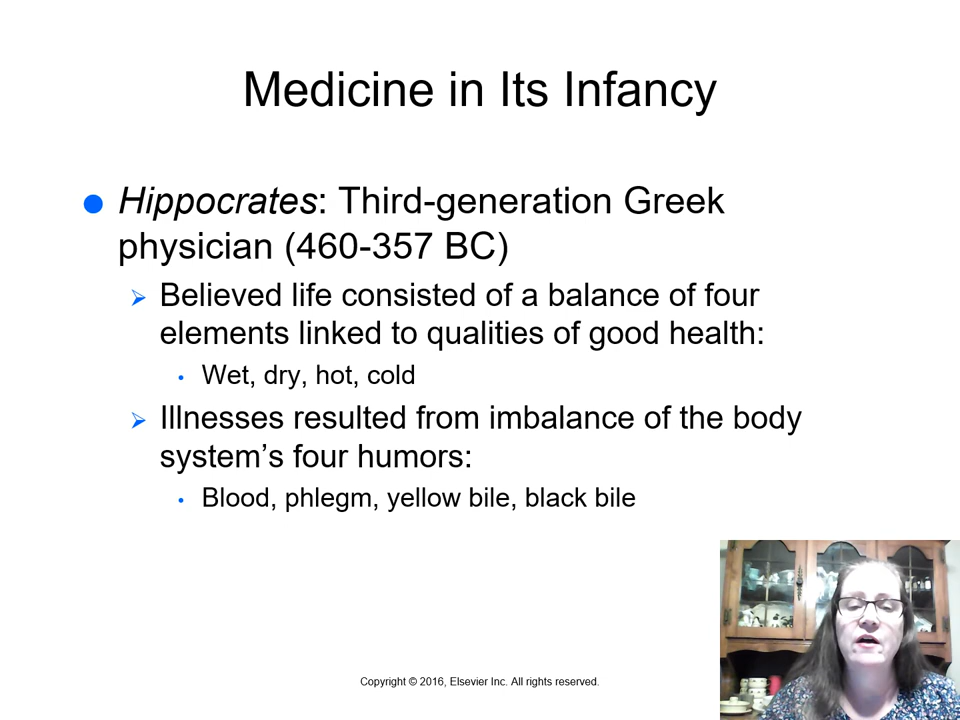 Medicine in Its Infancy
Hippocrates: Third-generation Greek
physician (460-357 BC)
Believed life consisted of a balance of four
elements linked to qualities of good health:
Wet, dry, hot, cold
Illnesses resulted from imbalance of the body
system’s four humors:
Blood, phlegm, yellow bile, black bile
Copyright © 2016, Elsevier Inc. All rights reserved.